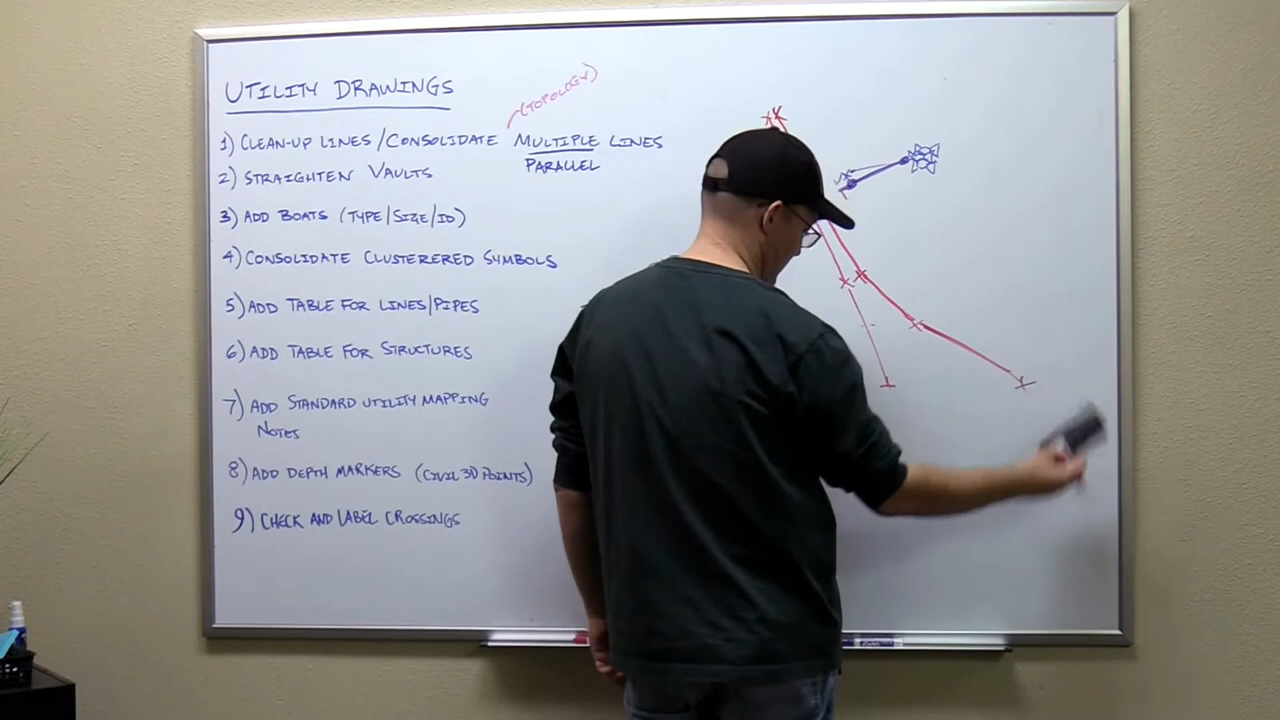 UTILITY DRAWINGS
(TOPOLOGY)
1) CLEAN-UP LINES/CONSOLIDATE MULTIPLE LINES
PARALLEL
2) STRAIGHTEN VAULTS
3) ADD BOATS (TYPE/SIZE/ID)
4) CONSOLIDATE CLUSTERERED SYMBOLS
5) ADD TABLE FOR LINES/PIPES
6) ADD TABLE FOR STRUCTURES
7) ADD STANDARD UTILITY MAPPING
NOTES
8) ADD DEPTH MARKERS (CIVIL 3D POINTS)
9) CHECK AND LABEL CROSSINGS